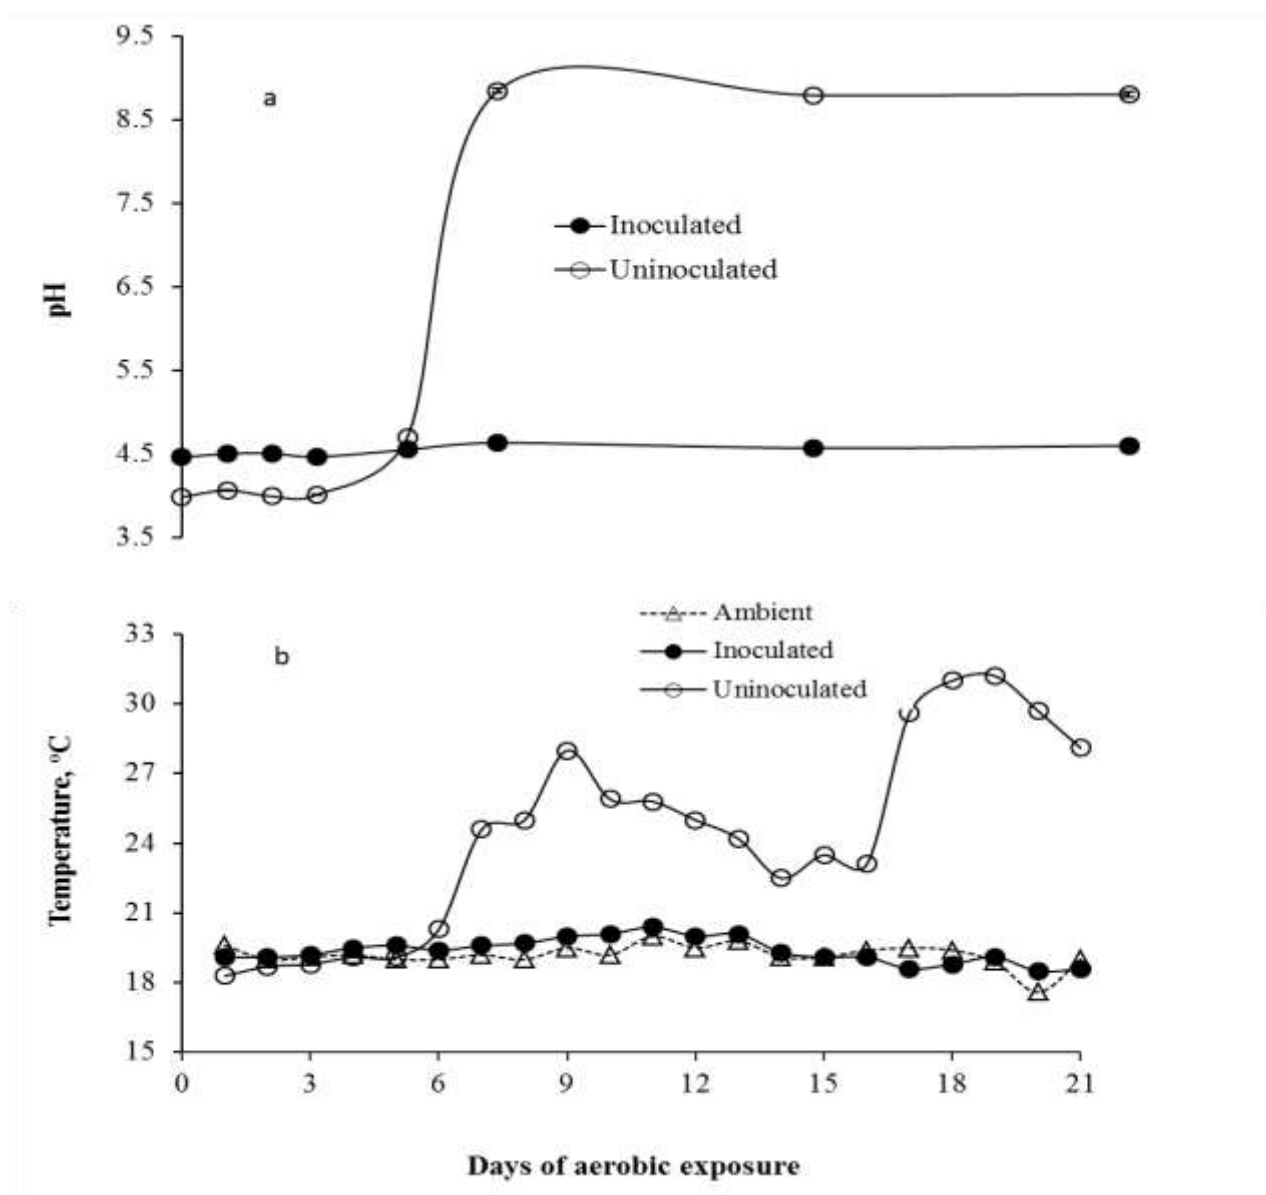 9.5
a
8.5
7.5
Inoculated
Uninoculated
6.5
pH
5.5
4.5
3.5
Ambient
33
b
Inoculated
Uninoculated
30
27
Temperature, °C
24
21
18
15
0 3 6 9 12 15 18 21
Days of aerobic exposure